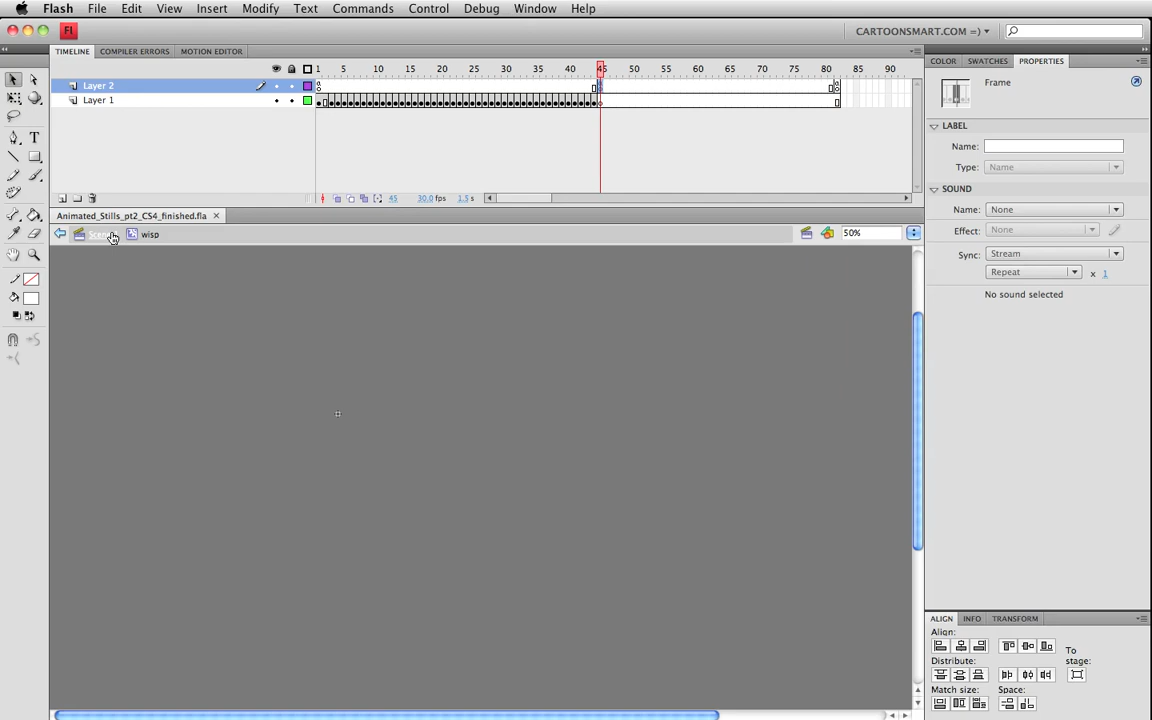 Flash File Edit View Insert Modify Text Commands Control Debug Window Help
Fl CARTOONSMART.COM =)
TIMELINE COMPILER ERRORS MOTION EDITOR
1 5 10 15 20 25 30 35 40 45 50 55 60 65 70 75 80 85 90
Layer 2
Layer 1
45 30.0 fps 1.5 s
Animated_Stills_pt2_CS4_finished.fla
wisp 50%
COLOR SWATCHES PROPERTIES
Frame
LABEL
Name:
Type: Name
SOUND
Name: None
Effect: None
Sync: Stream
Repeat x 1
No sound selected
ALIGN INFO TRANSFORM
Align:
To
stage:
Distribute:
Match size: Space: